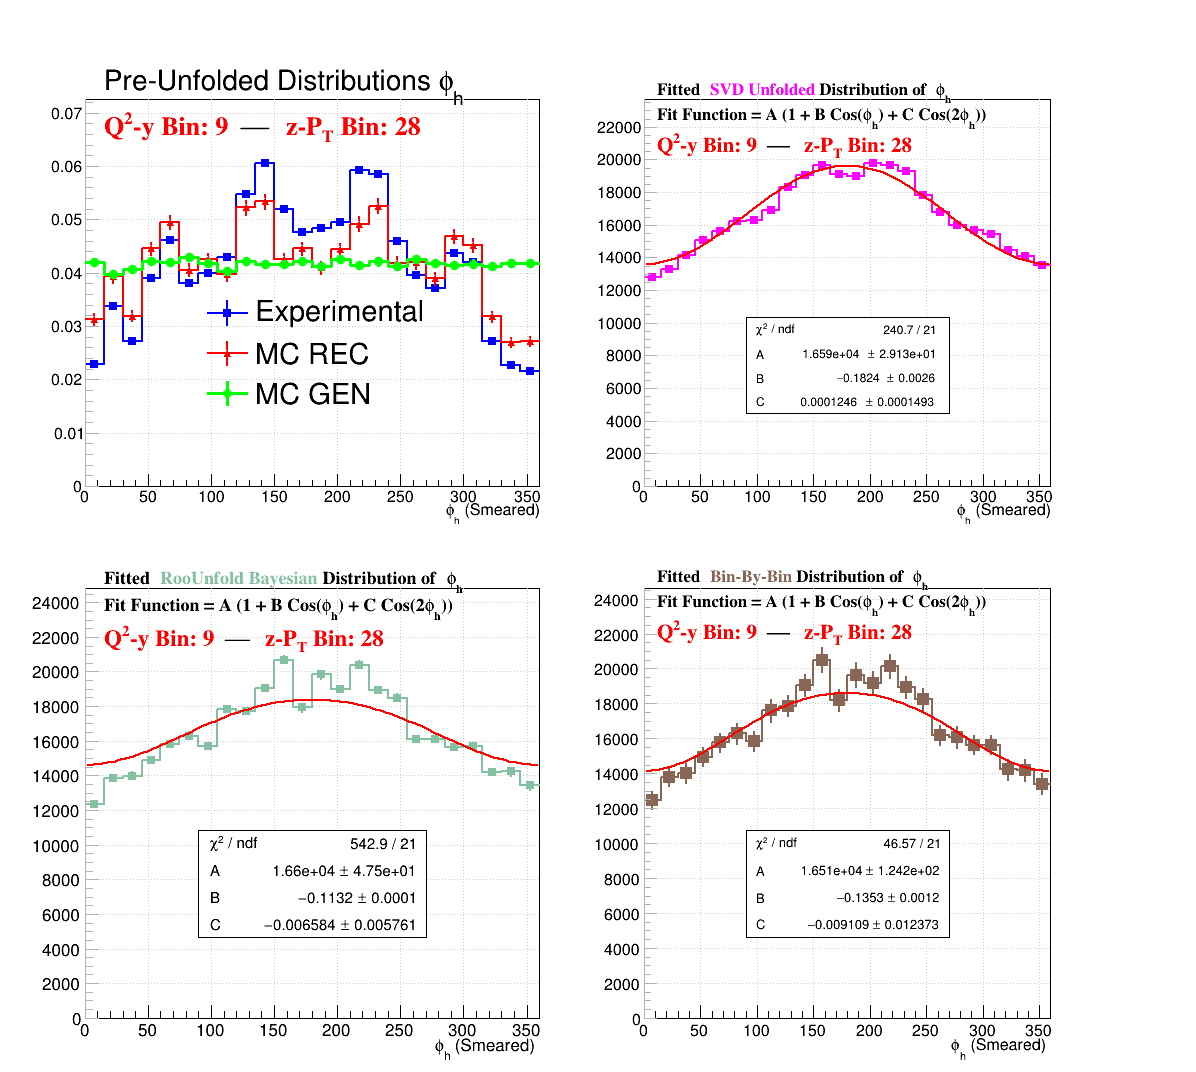 Pre-Unfolded Distributions ϕh
Q²-y Bin: 9 — z-PT Bin: 28
0.07
0.06
0.05
0.04
0.03
0.02
0.01
0
Experimental
MC REC
MC GEN
0 50 100 150 200 250 300 350
ϕh (Smeared)
Fitted SVD Unfolded Distribution of ϕh
Fit Function = A (1 + B Cos(ϕh) + C Cos(2ϕh))
Q²-y Bin: 9 — z-PT Bin: 28
22000
20000
18000
16000
14000
12000
10000
8000
6000
4000
2000
0
χ² / ndf 240.7 / 21
A 1.659e+04 ± 2.913e+01
B −0.1824 ± 0.0026
C 0.0001246 ± 0.0001493
0 50 100 150 200 250 300 350
ϕh (Smeared)
Fitted RooUnfold Bayesian Distribution of ϕh
Fit Function = A (1 + B Cos(ϕh) + C Cos(2ϕh))
Q²-y Bin: 9 — z-PT Bin: 28
24000
22000
20000
18000
16000
14000
12000
10000
8000
6000
4000
2000
0
χ² / ndf 542.9 / 21
A 1.66e+04 ± 4.75e+01
B −0.1132 ± 0.0001
C −0.006584 ± 0.005761
0 50 100 150 200 250 300 350
ϕh (Smeared)
Fitted Bin-By-Bin Distribution of ϕh
Fit Function = A (1 + B Cos(ϕh) + C Cos(2ϕh))
Q²-y Bin: 9 — z-PT Bin: 28
24000
22000
20000
18000
16000
14000
12000
10000
8000
6000
4000
2000
0
χ² / ndf 46.57 / 21
A 1.651e+04 ± 1.242e+02
B −0.1353 ± 0.0012
C −0.009109 ± 0.012373
0 50 100 150 200 250 300 350
ϕh (Smeared)